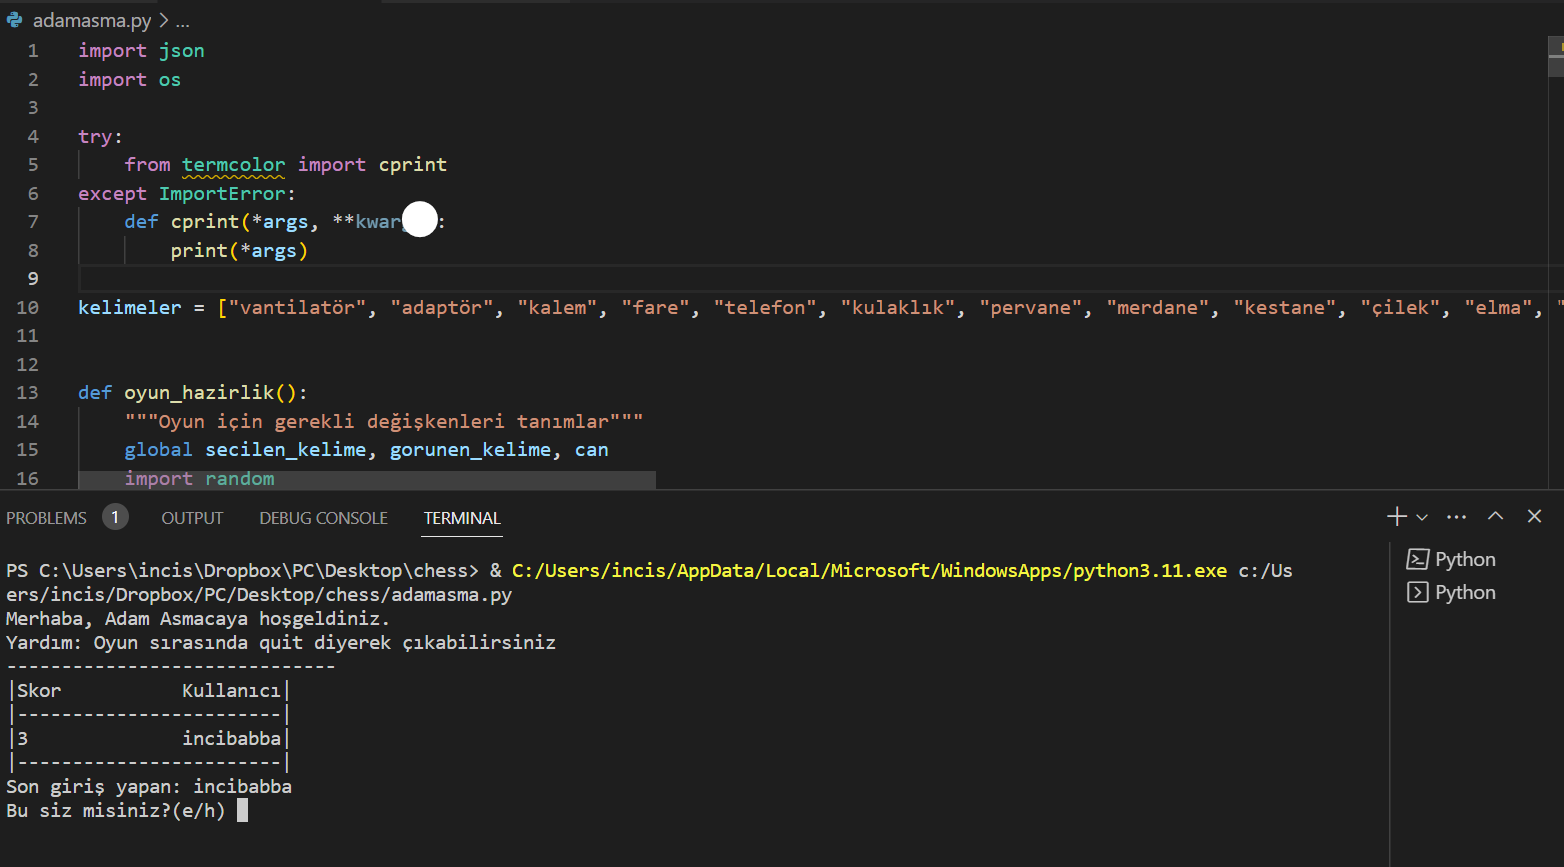 adamasma.py > ...
1 import json
2 import os
3
4 try:
5 from termcolor import cprint
6 except ImportError:
7 def cprint(*args, **kwar :
8 print(*args)
9
10 kelimeler = ["vantilatör", "adaptör", "kalem", "fare", "telefon", "kulaklık", "pervane", "merdane", "kestane", "çilek", "elma", "
11
12
13 def oyun_hazirlik():
14 """Oyun için gerekli değişkenleri tanımlar"""
15 global secilen_kelime, gorunen_kelime, can
16 import random
PROBLEMS 1 OUTPUT DEBUG CONSOLE TERMINAL
PS C:\Users\incis\Dropbox\PC\Desktop\chess> & C:/Users/incis/AppData/Local/Microsoft/WindowsApps/python3.11.exe c:/Us
ers/incis/Dropbox/PC/Desktop/chess/adamasma.py
Merhaba, Adam Asmacaya hoşgeldiniz.
Yardım: Oyun sırasında quit diyerek çıkabilirsiniz
------------------------------
|Skor Kullanıcı|
|------------------------|
|3 incibabba|
|------------------------|
Son giriş yapan: incibabba
Bu siz misiniz?(e/h)
Python
Python